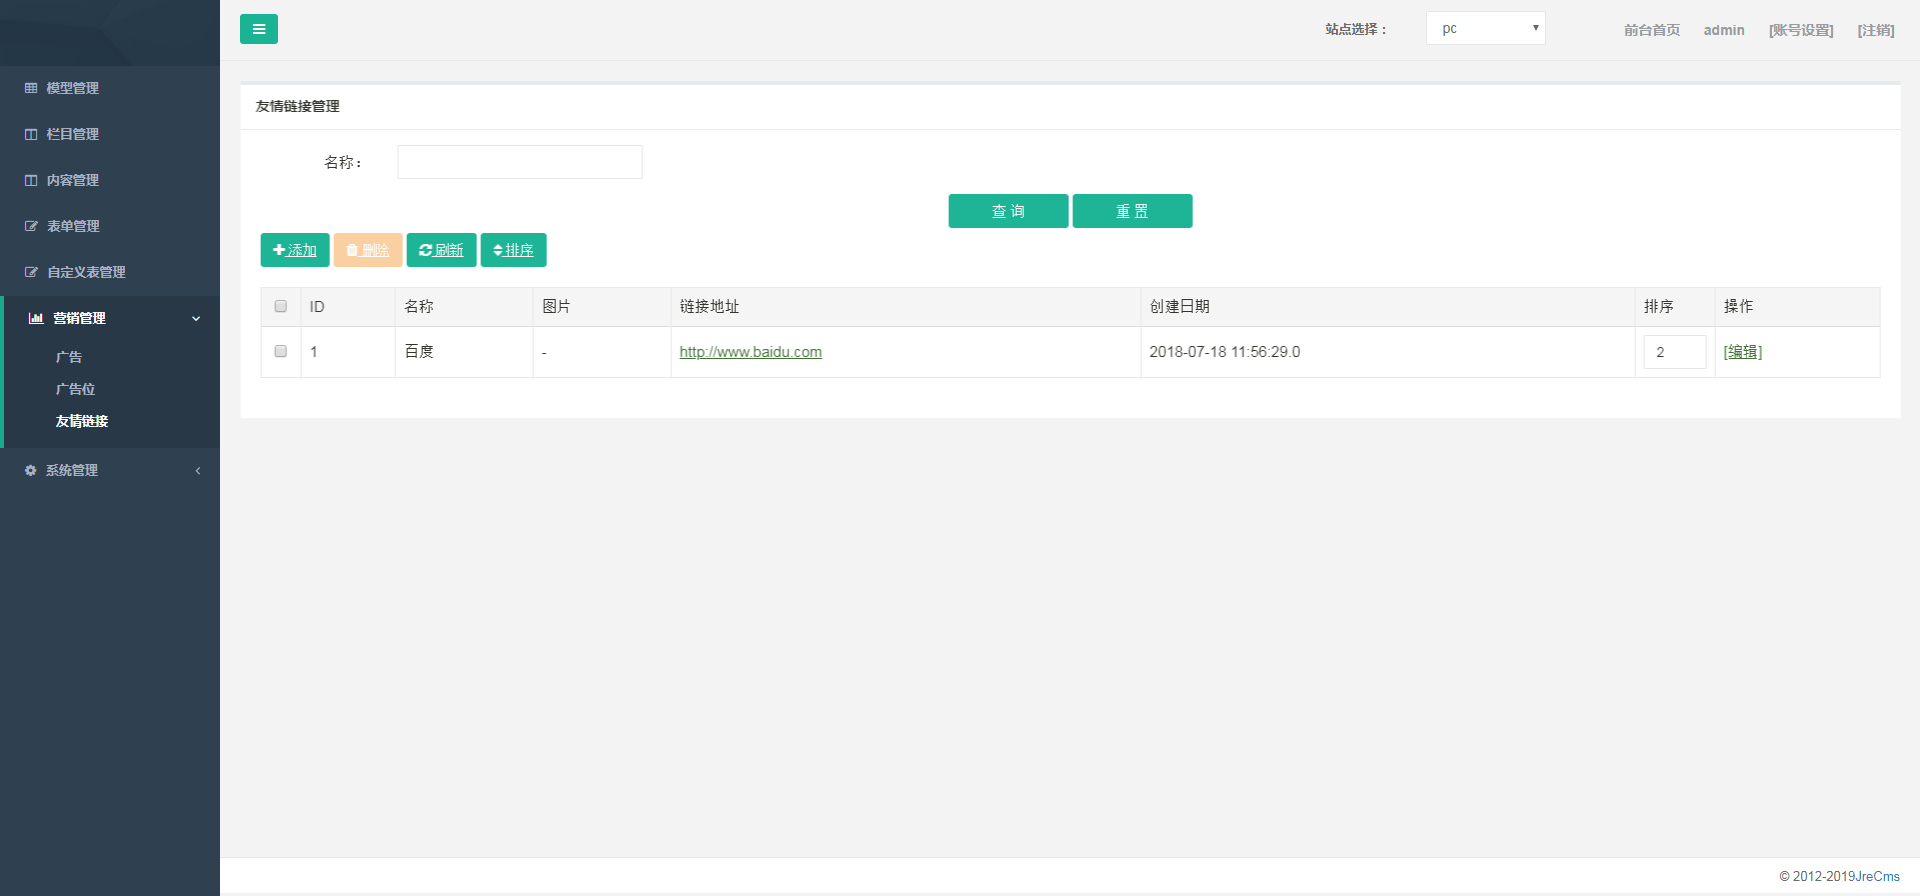 站点选择：
pc
前台首页
admin
[账号设置]
[注销]
模型管理
栏目管理
内容管理
表单管理
自定义表管理
营销管理
广告
广告位
友情链接
系统管理
友情链接管理
名称：
查 询
重 置
添加
删除
刷新
排序
ID 名称 图片 链接地址 创建日期 排序 操作
1 百度 - http://www.baidu.com 2018-07-18 11:56:29.0 2 [编辑]
© 2012-2019JreCms